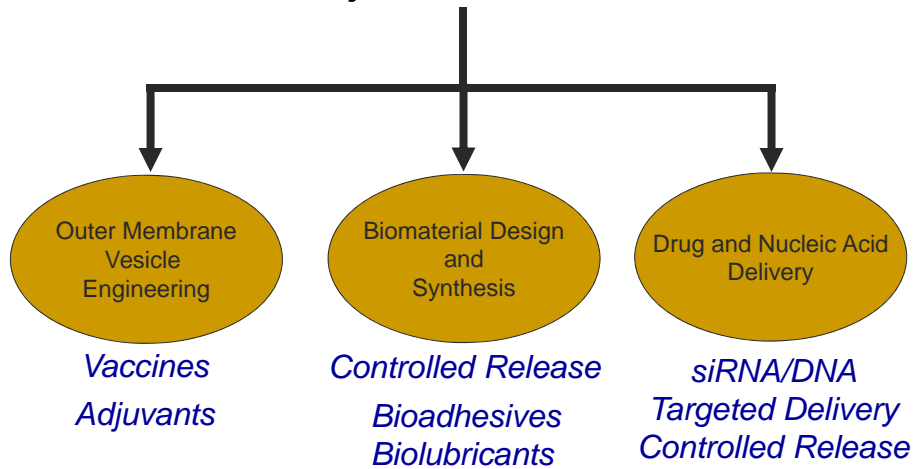 Outer Membrane
Vesicle
Engineering
Biomaterial Design
and
Synthesis
Drug and Nucleic Acid
Delivery
Vaccines
Adjuvants
Controlled Release
Bioadhesives
Biolubricants
siRNA/DNA
Targeted Delivery
Controlled Release